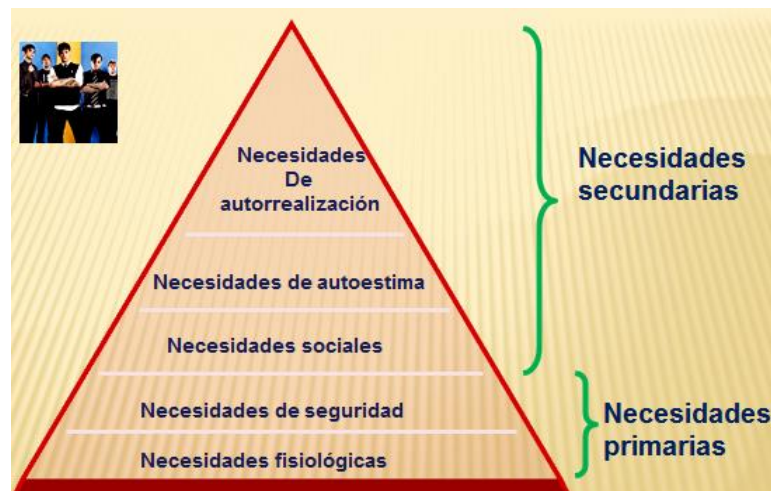 Necesidades
De
autorrealización
Necesidades de autoestima
Necesidades sociales
Necesidades de seguridad
Necesidades fisiológicas
Necesidades
secundarias
Necesidades
primarias